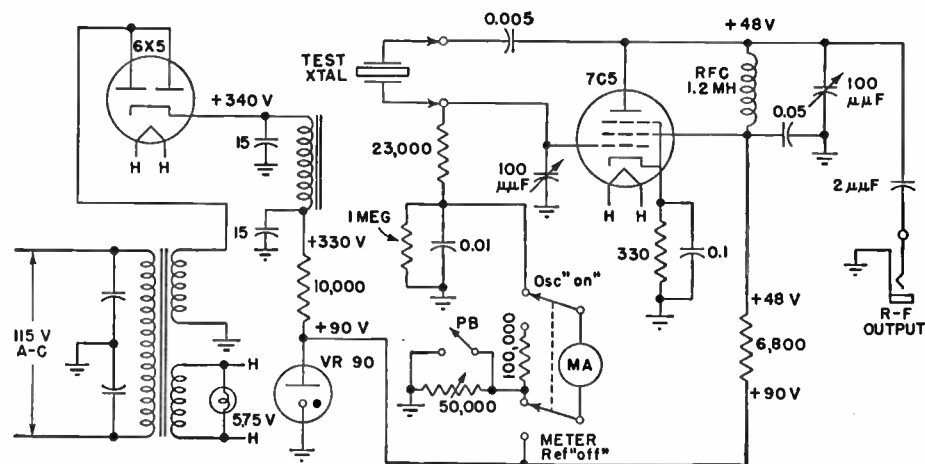 6X5
+340 V
15
H H
15
+330 V
10,000
+90 V
VR 90
115 V
A-C
H
5.75 V
H
0.005
TEST
XTAL
23,000
1 MEG
0.01
100
μμF
7C5
H H
330
0.1
+48 V
RFC
1.2 MH
100
μμF
0.05
2 μμF
R-F
OUTPUT
+48 V
6,800
+90 V
Osc "on"
PB
100,000
MA
50,000
METER
Ref "off"